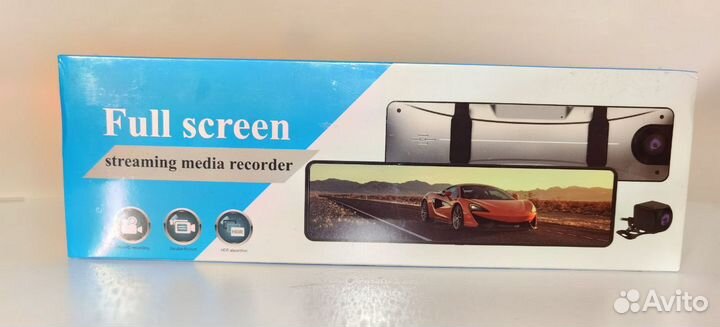 Full screen
streaming media recorder
Avito